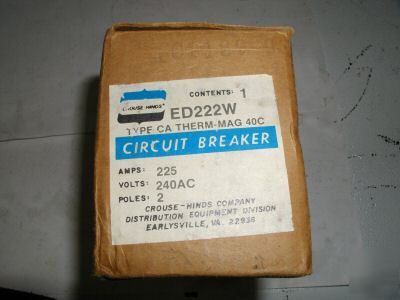 CONTENTS: 1
CROUSE-HINDS
ED222W
TYPE CA THERM-MAG 40C
CIRCUIT BREAKER
AMPS: 225
VOLTS: 240AC
POLES: 2
CROUSE-HINDS COMPANY
DISTRIBUTION EQUIPMENT DIVISION
EARLYSVILLE, VA. 22936